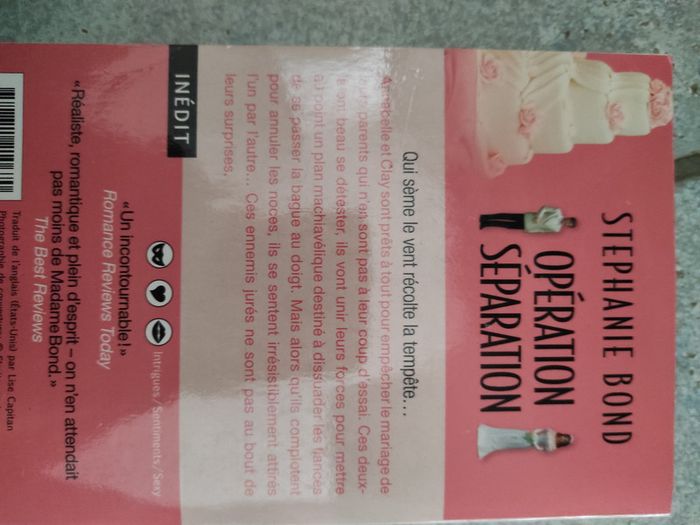 STEPHANIE BOND
OPÉRATION
SÉPARATION
Qui sème le vent récolte la tempête...
Annabelle et Clay sont prêts à tout pour empêcher le mariage de
leurs parents qui n'en sont pas à leur coup d'essai. Ces deux-
là ont beau se détester, ils vont unir leurs forces pour mettre
au point un plan machiavélique destiné à dissuader les fiancés
de se passer la bague au doigt. Mais alors qu'ils complotent
pour annuler les noces, ils se sentent irrésistiblement attirés
l'un par l'autre... Ces ennemis jurés ne sont pas au bout de
leurs surprises.
INÉDIT
Intrigues / Sentiments / Sexy
« Un incontournable! »
Romance Reviews Today
« Réaliste, romantique et plein d'esprit – on n'en attendait
pas moins de Madame Bond. »
The Best Reviews
Traduit de l'anglais (États-Unis) par Lise Capitan
Photographie de couverture : ©